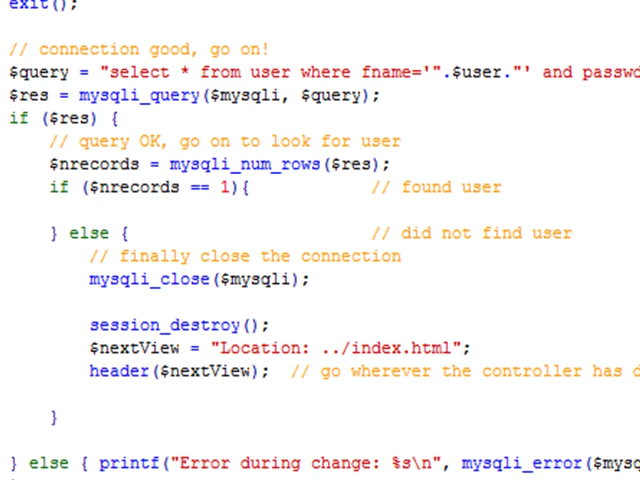 exit();
// connection good, go on!
$query = "select * from user where fname='".$user."' and passwd
$res = mysqli_query($mysqli, $query);
if ($res) {
// query OK, go on to look for user
$nrecords = mysqli_num_rows($res);
if ($nrecords == 1){ // found user
} else { // did not find user
// finally close the connection
mysqli_close($mysqli);
session_destroy();
$nextView = "Location: ../index.html";
header($nextView); // go wherever the controller has d
}
} else { printf("Error during change: %s\n", mysqli_error($mysq